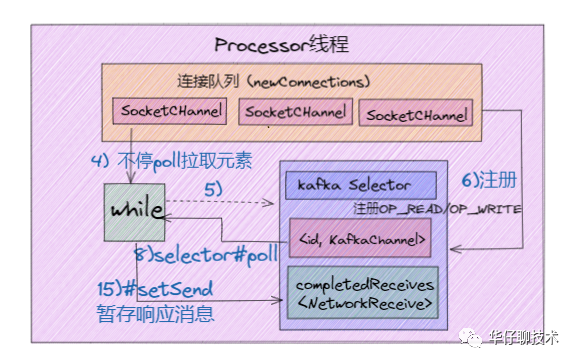 Processor线程
连接队列（newConnections）
SocketCHannel
SocketCHannel
SocketCHannel
4）不停poll拉取元素
5）
6)注册
while
kafka Selector
注册OP_READ/OP_WRITE
<id, KafkaChannel>
8)selector#poll
completedReceives
<NetworkReceive>
15)#setSend
暂存响应消息
华仔聊技术